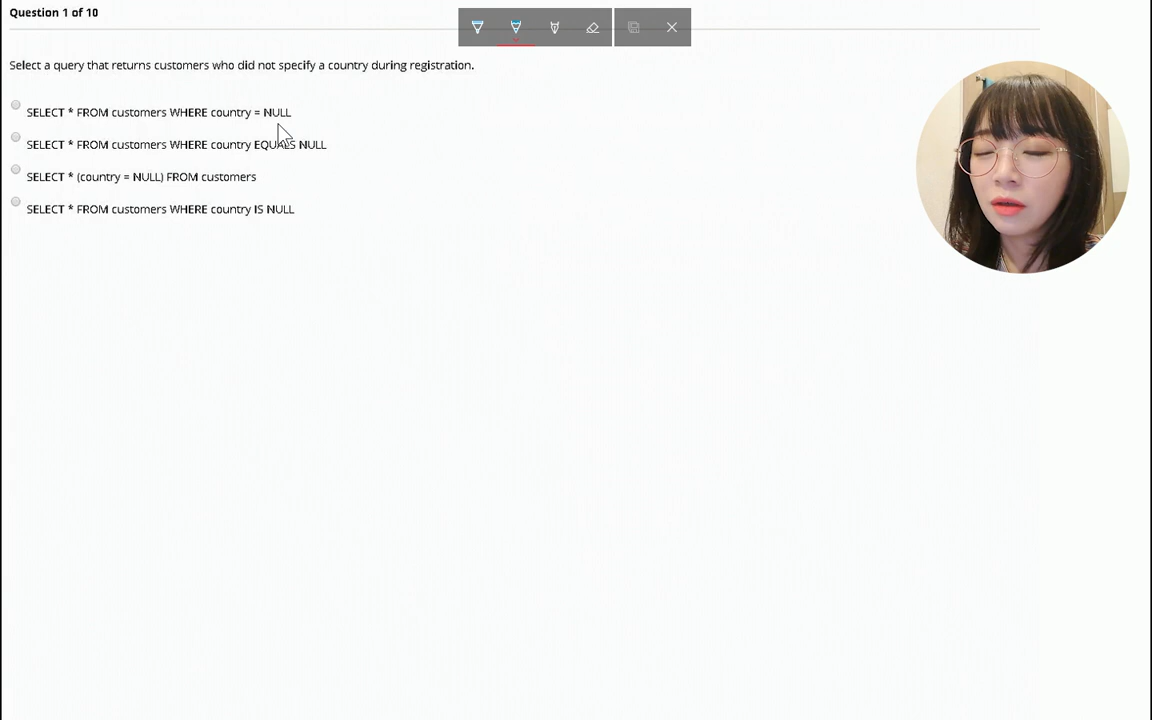 Question 1 of 10
Select a query that returns customers who did not specify a country during registration.
SELECT * FROM customers WHERE country = NULL
SELECT * FROM customers WHERE country EQUALS NULL
SELECT * (country = NULL) FROM customers
SELECT * FROM customers WHERE country IS NULL